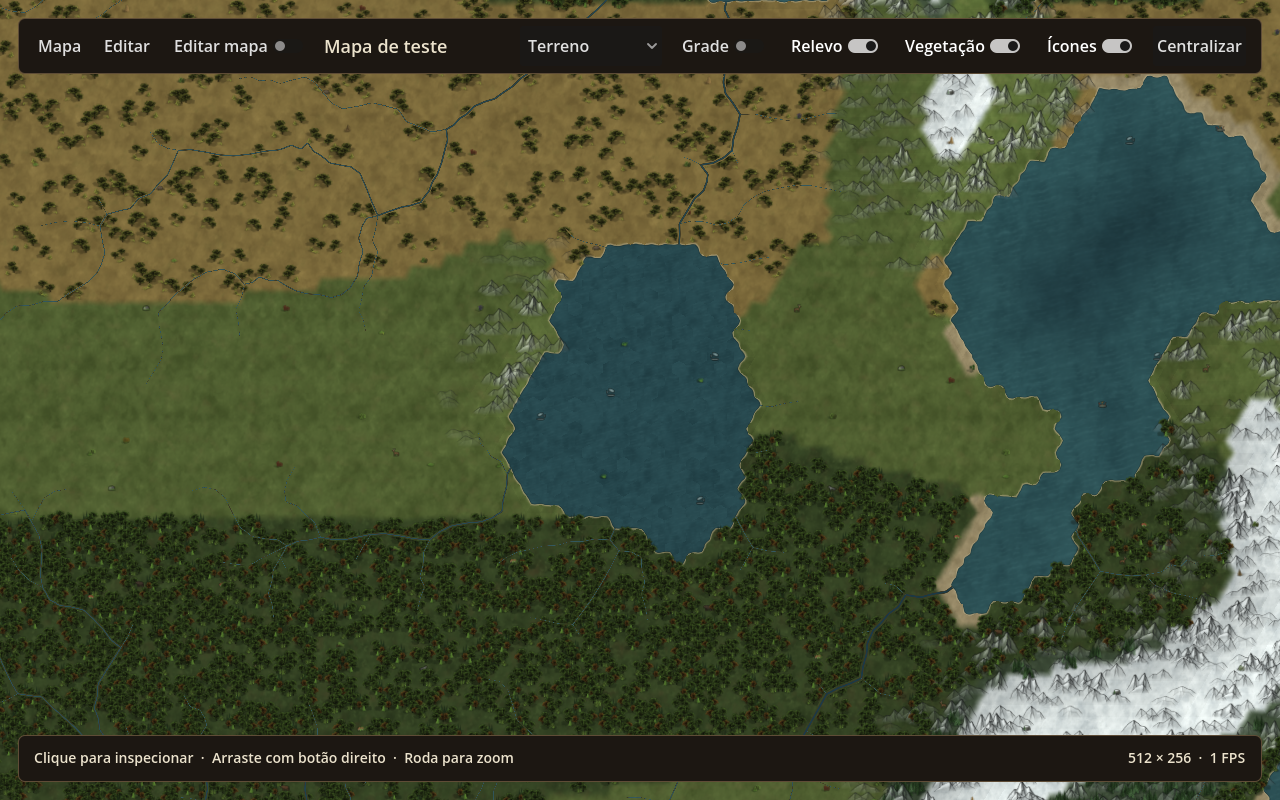 Mapa Editar Editar mapa Mapa de teste Terreno Grade Relevo Vegetação Ícones Centralizar
Clique para inspecionar · Arraste com botão direito · Roda para zoom 512 × 256 · 1 FPS